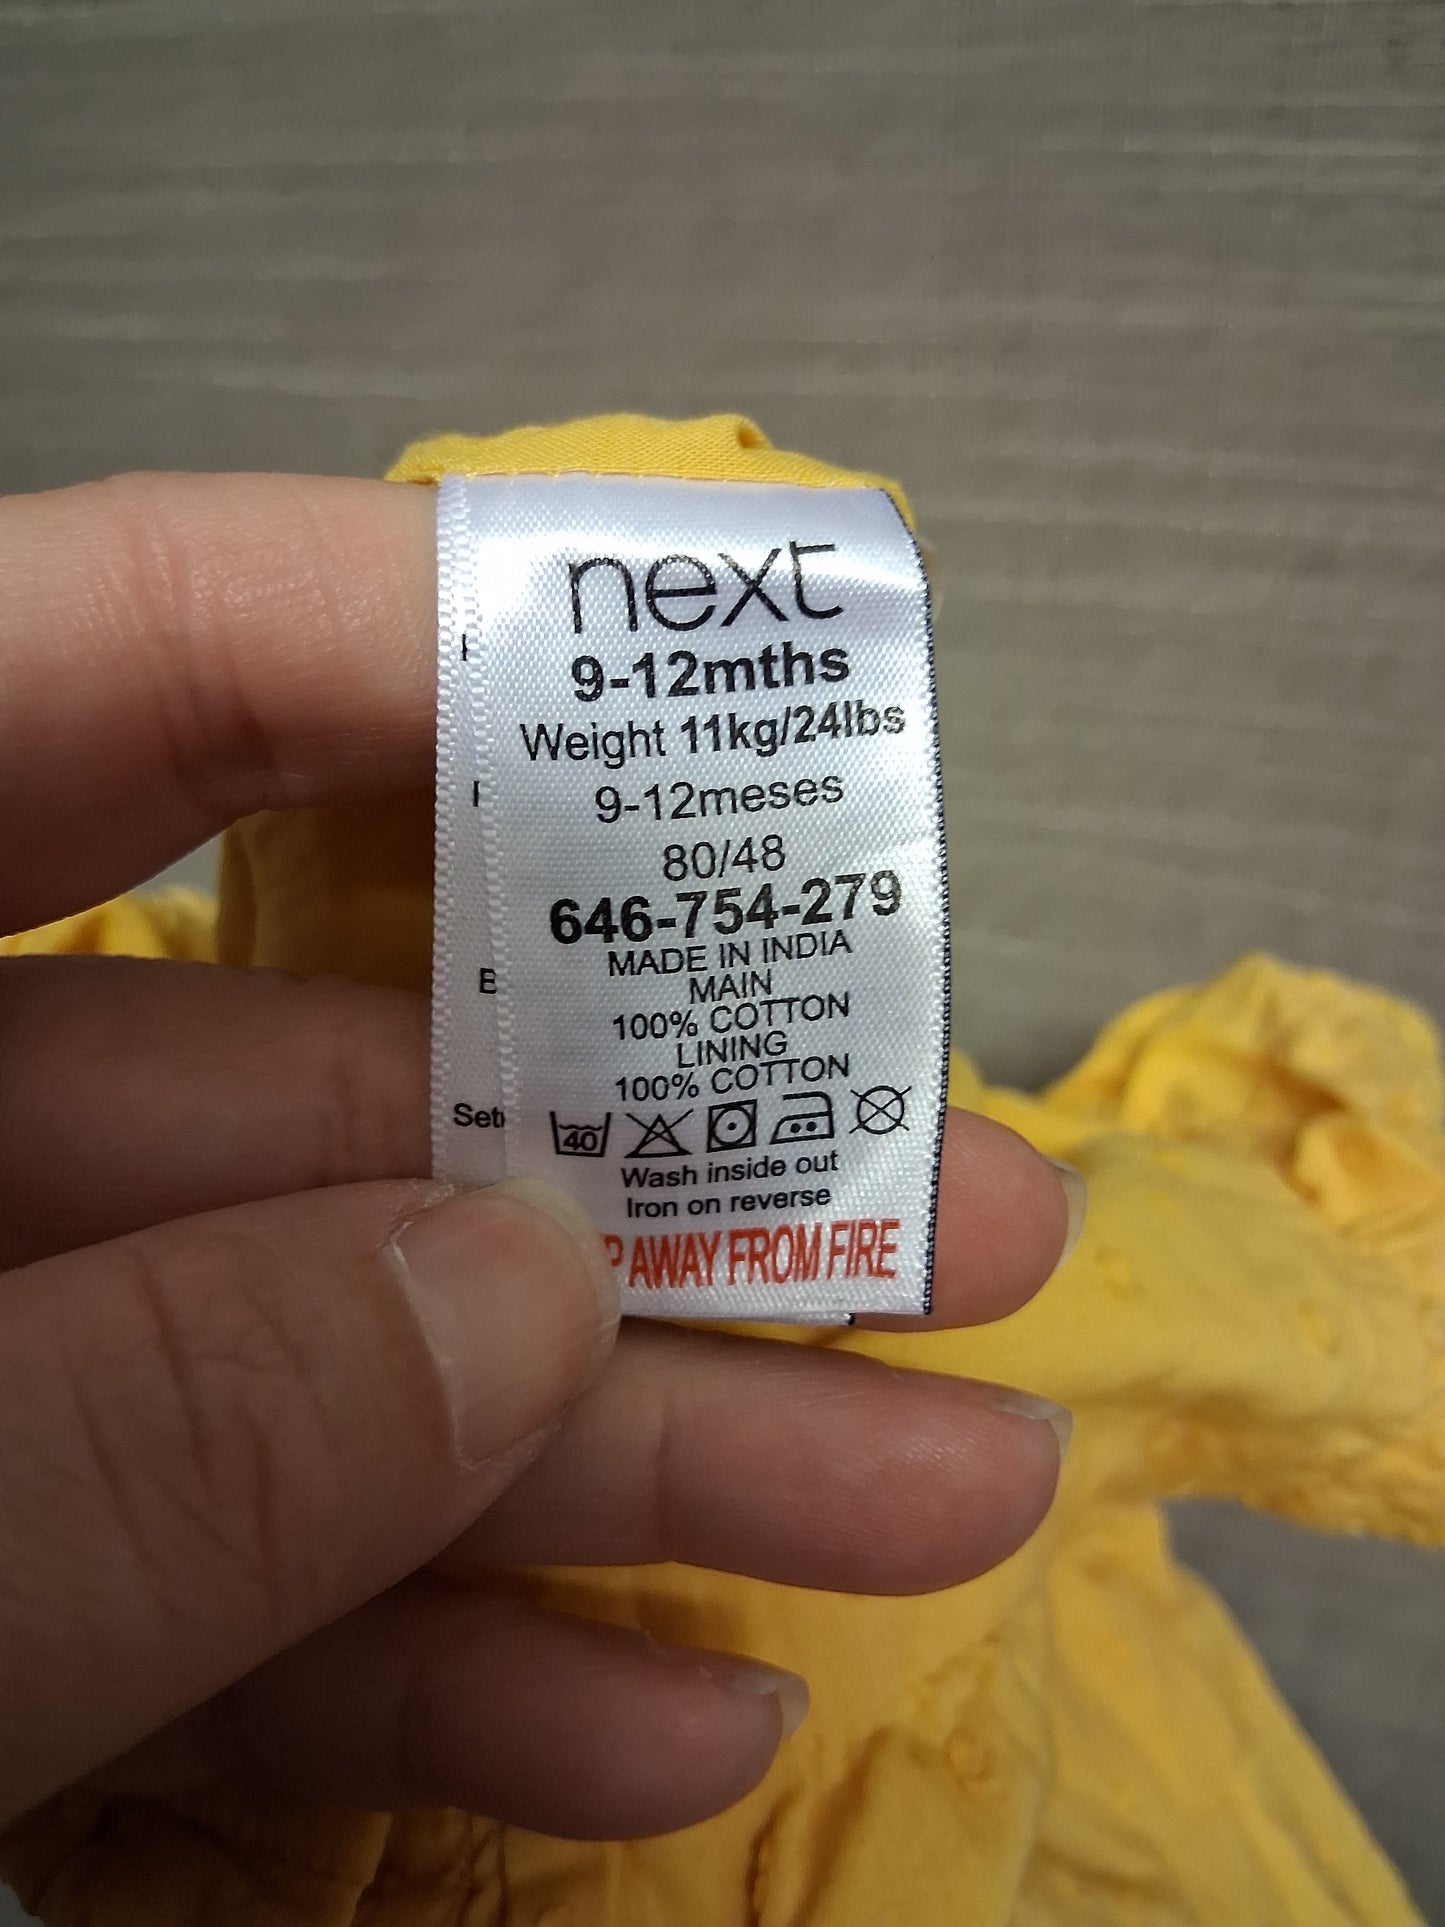 next
9-12mths
Weight 11kg/24lbs
9-12meses
80/48
646-754-279
MADE IN INDIA
MAIN
100% COTTON
LINING
100% COTTON
40
Wash inside out
Iron on reverse
AWAY FROM FIRE